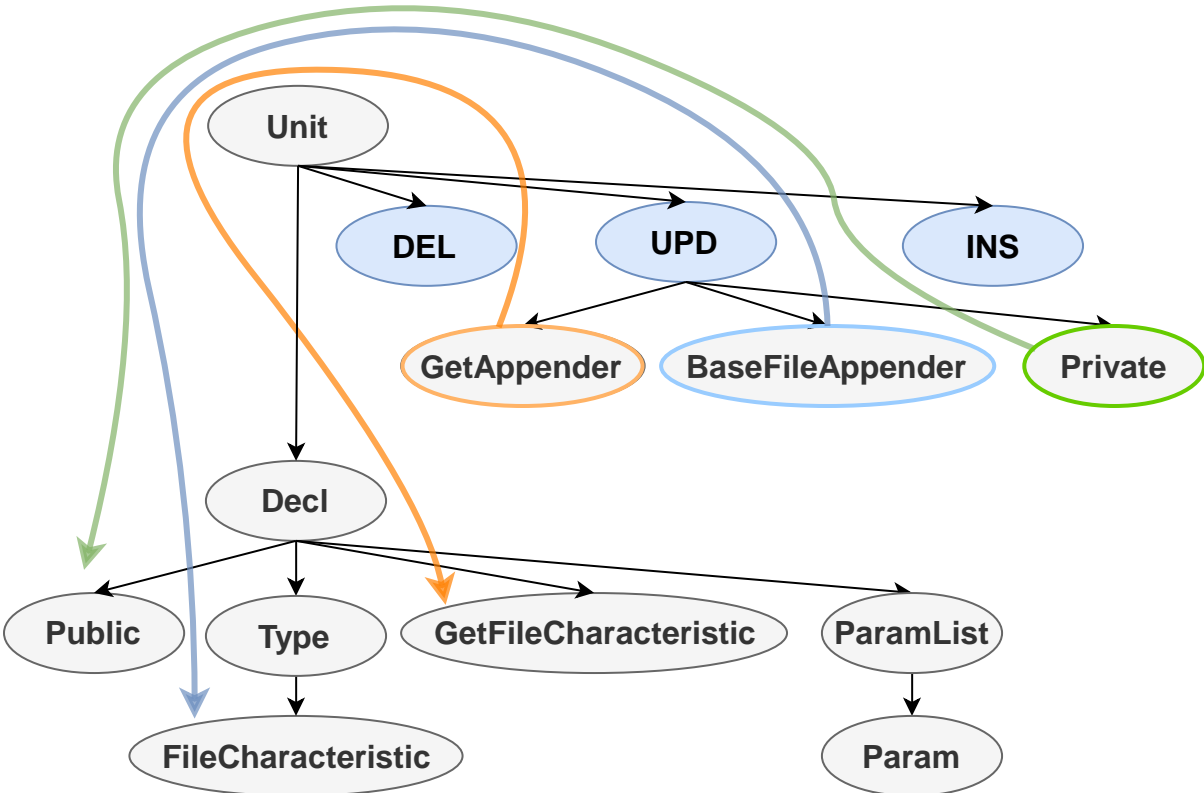 Unit
DEL
UPD
INS
GetAppender
BaseFileAppender
Private
Decl
Public
Type
GetFileCharacteristic
ParamList
FileCharacteristic
Param